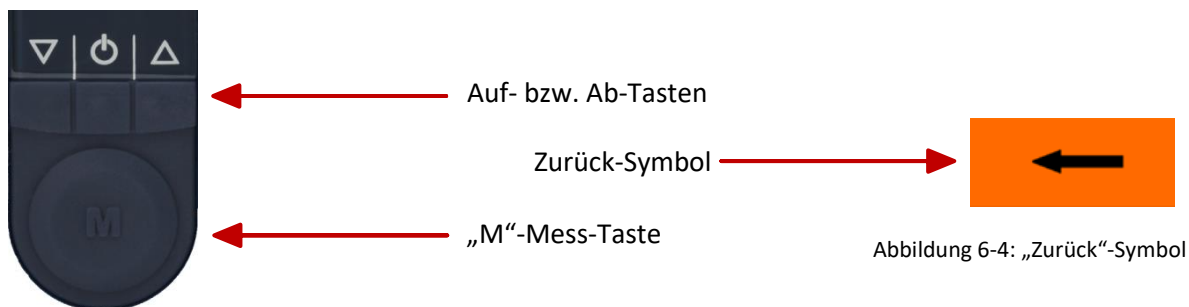 Auf- bzw. Ab-Tasten
Zurück-Symbol
M
„M“-Mess-Taste
Abbildung 6-4: „Zurück“-Symbol